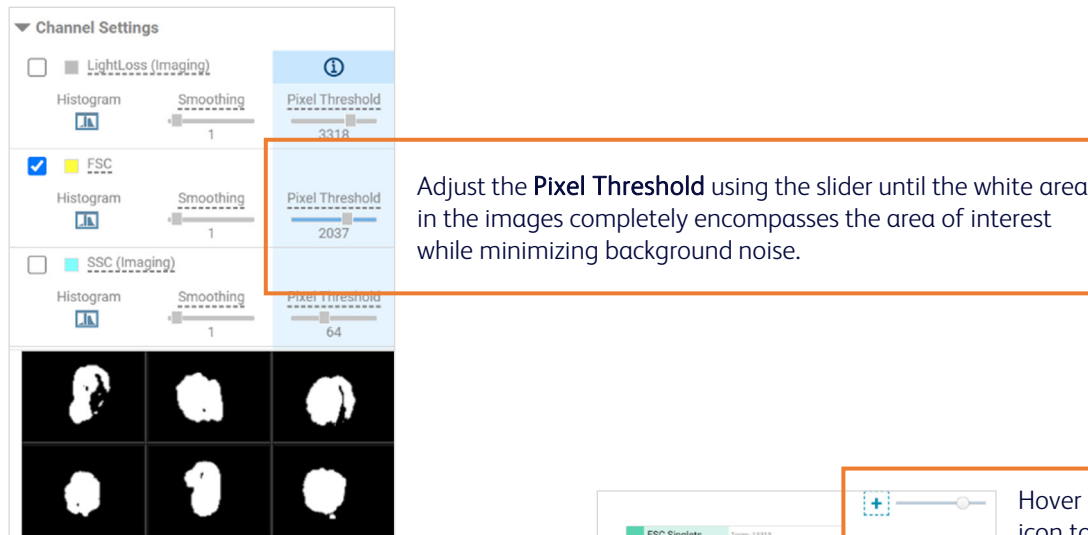 Channel Settings
LightLoss (Imaging)
Histogram Smoothing Pixel Threshold
1 3318
FSC
Histogram Smoothing Pixel Threshold
1 2037
SSC (Imaging)
Histogram Smoothing Pixel Threshold
1 64
Adjust the Pixel Threshold using the slider until the white area
in the images completely encompasses the area of interest
while minimizing background noise.
Hover
icon to
FSC Singlets